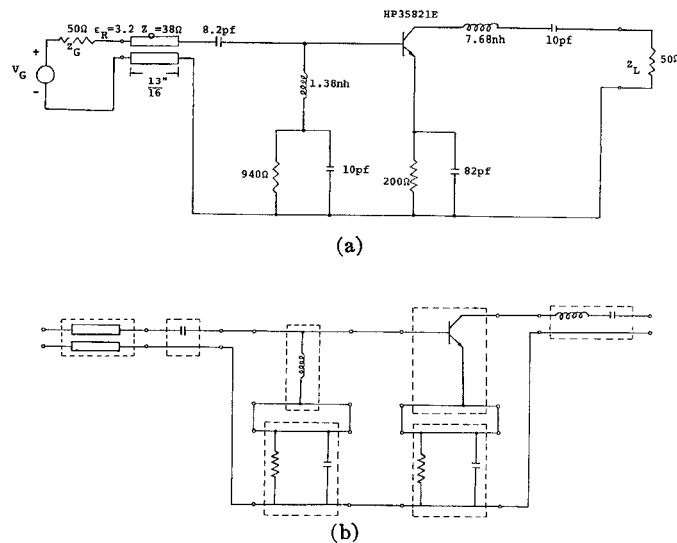 HP35821E
50Ω ε_R=3.2 Z_O=38Ω 8.2pf
Z_G
7.68nh
10pf
+
V_G
-
13"
16
1.38nh
Z_L
50Ω
940Ω
10pf
200Ω
82pf
(a)
(b)